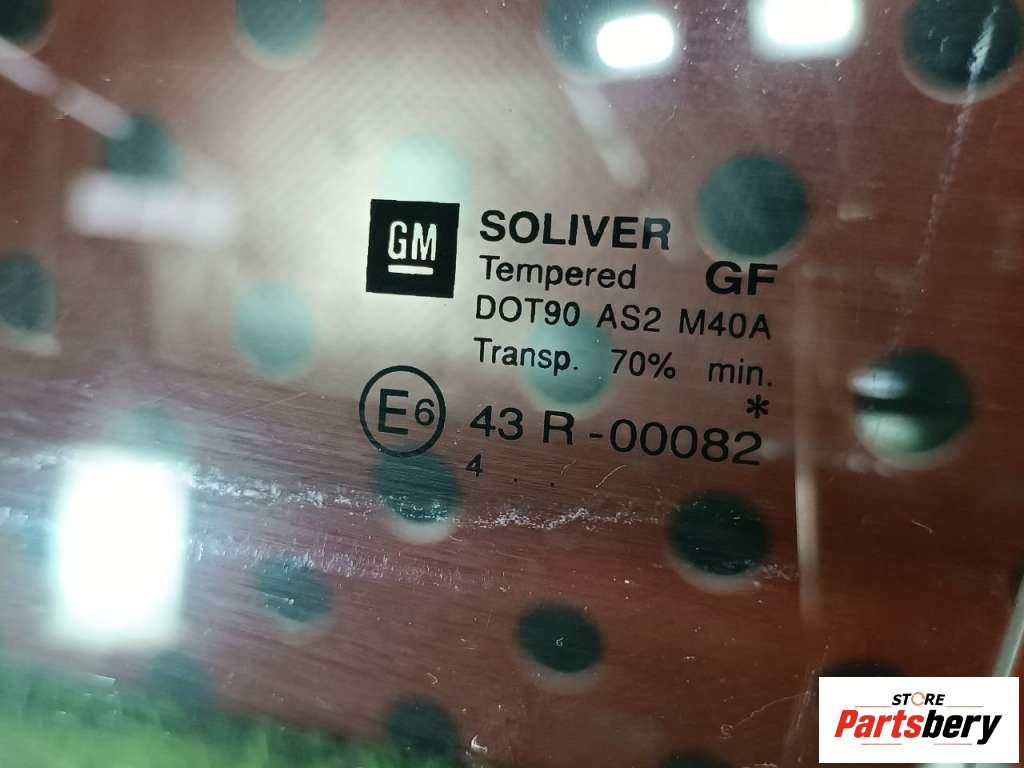 GM
SOLIVER
Tempered GF
DOT90 AS2 M40A
Transp. 70% min.
*
E6 43 R -00082
4 . .
STORE
Partsbery